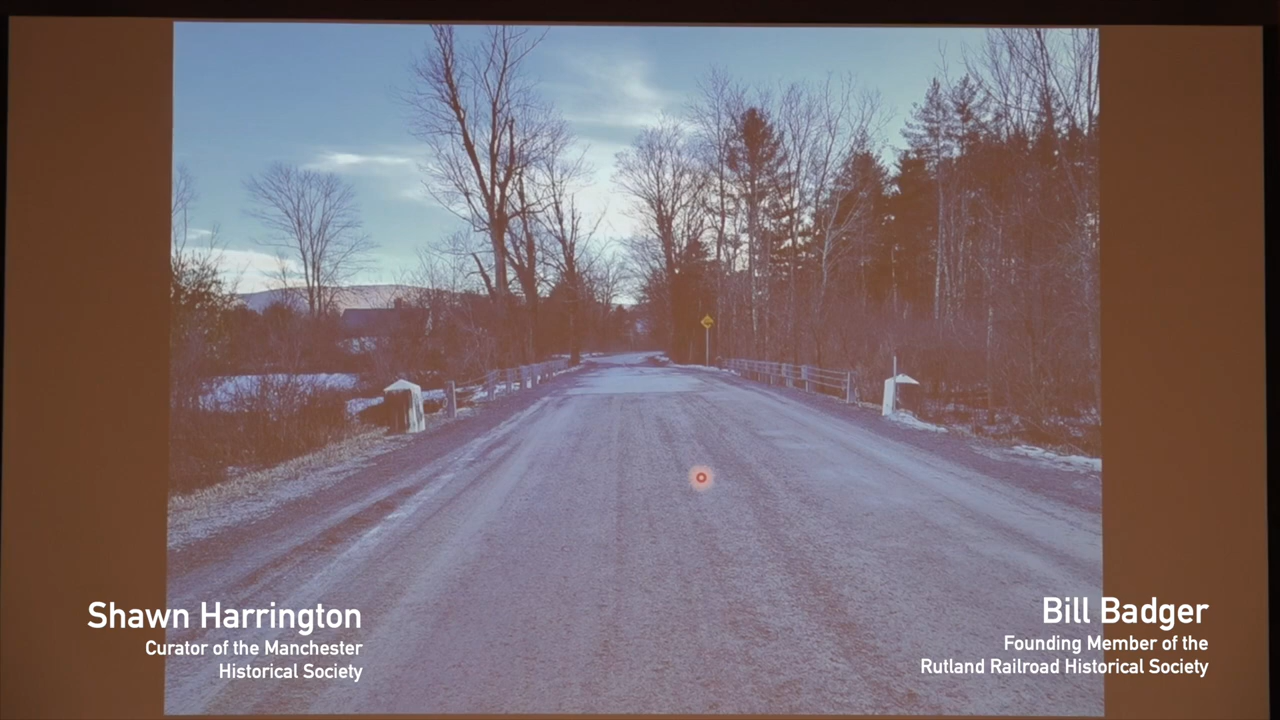 Shawn Harrington
Curator of the Manchester
Historical Society
Bill Badger
Founding Member of the
Rutland Railroad Historical Society